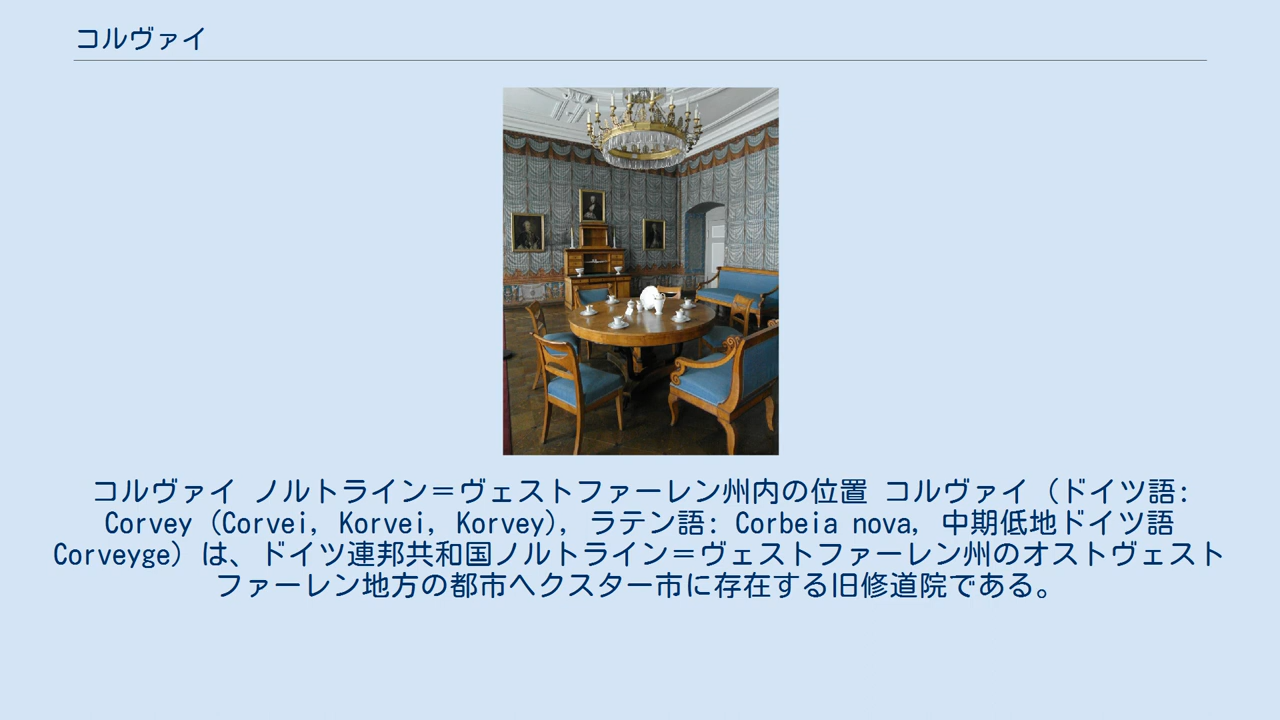 コルヴァイ
コルヴァイ ノルトライン＝ヴェストファーレン州内の位置 コルヴァイ（ドイツ語:
Corvey（Corvei, Korvei, Korvey）, ラテン語: Corbeia nova, 中期低地ドイツ語
Corveyge）は、ドイツ連邦共和国ノルトライン＝ヴェストファーレン州のオストヴェスト
ファーレン地方の都市ヘクスター市に存在する旧修道院である。